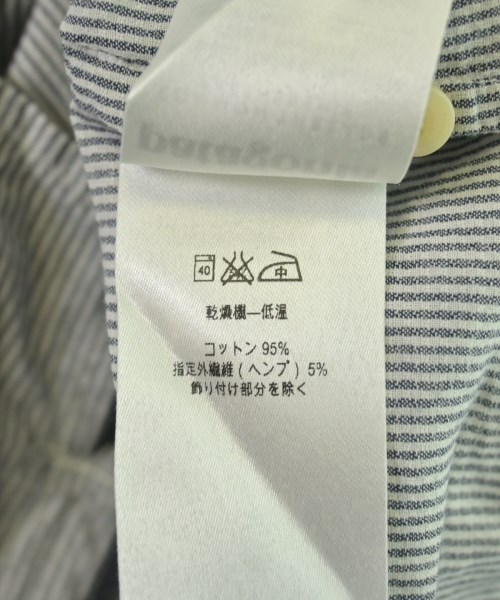 40
中
乾燥機—低温
コットン 95%
指定外繊維 ( ヘンプ ) 5%
飾り付け部分を除く